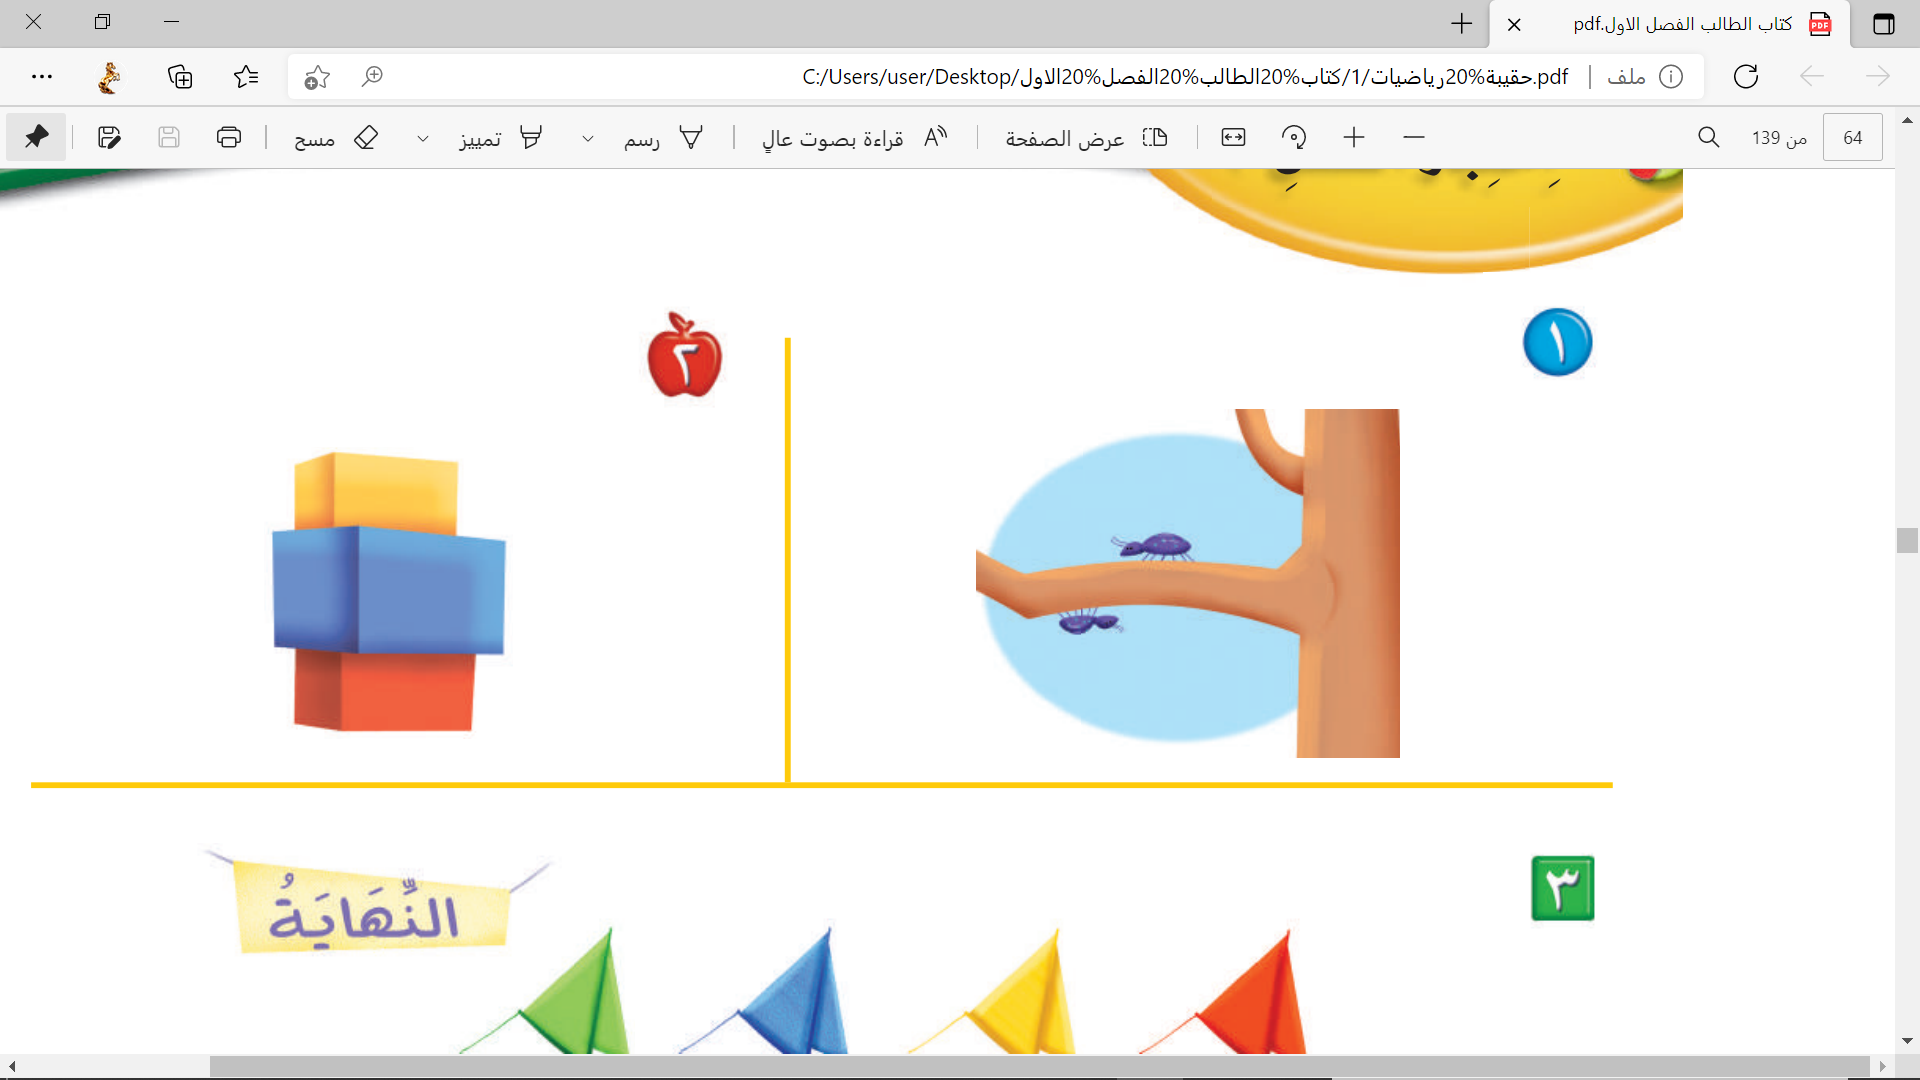 كتاب الطالب الفصل الاول.pdf
ملف
C:/Users/user/Desktop/حقيبة%20رياضيات/1/كتاب%20الطالب%20الفصل%20الاول.pdf
64
من 139
عرض الصفحة
قراءة بصوت عالٍ
رسم
تمييز
مسح
١
٢
٣
النِّهَايَةُ